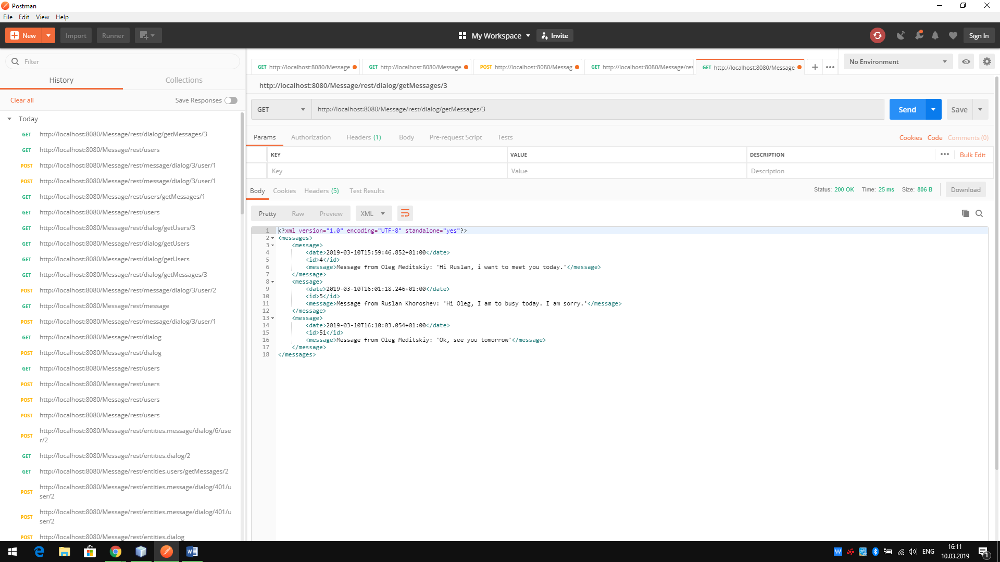 Postman
File Edit View Help
New Import Runner My Workspace Invite Sign In
Filter
History Collections
Clear all Save Responses
Today
GET http://localhost:8080/Message/rest/dialog/getMessages/3
GET http://localhost:8080/Message/rest/users
POST http://localhost:8080/Message/rest/message/dialog/3/user/1
POST http://localhost:8080/Message/rest/message/dialog/3/user/1
GET http://localhost:8080/Message/rest/users/getMessages/1
GET http://localhost:8080/Message/rest/users
GET http://localhost:8080/Message/rest/dialog/getUsers/3
GET http://localhost:8080/Message/rest/dialog/getUsers
GET http://localhost:8080/Message/rest/dialog/getUsers
GET http://localhost:8080/Message/rest/dialog/getMessages/3
POST http://localhost:8080/Message/rest/message/dialog/3/user/2
GET http://localhost:8080/Message/rest/message
POST http://localhost:8080/Message/rest/message/dialog/3/user/1
GET http://localhost:8080/Message/rest/dialog
POST http://localhost:8080/Message/rest/dialog
GET http://localhost:8080/Message/rest/users
POST http://localhost:8080/Message/rest/users
POST http://localhost:8080/Message/rest/users
POST http://localhost:8080/Message/rest/users
POST http://localhost:8080/Message/rest/entities.message/dialog/6/use
r/2
GET http://localhost:8080/Message/rest/entities.dialog/2
GET http://localhost:8080/Message/rest/entities.users/getMessages/2
POST http://localhost:8080/Message/rest/entities.message/dialog/401/u
ser/2
POST http://localhost:8080/Message/rest/entities.message/dialog/401/u
ser/2
POST http://localhost:8080/Message/rest/entities.dialog
GET http://localhost:8080/Message GET http://localhost:8080/Message POST http://localhost:8080/Messag GET http://localhost:8080/Message/res GET http://localhost:8080/Message + ••• No Environment
http://localhost:8080/Message/rest/dialog/getMessages/3
GET http://localhost:8080/Message/rest/dialog/getMessages/3 Send Save
Params Authorization Headers (1) Body Pre-request Script Tests Cookies Code Comments (0)
KEY VALUE DESCRIPTION ••• Bulk Edit
Key Value Description
Body Cookies Headers (5) Test Results Status: 200 OK Time: 25 ms Size: 806 B Download
Pretty Raw Preview XML
1 <?xml version="1.0" encoding="UTF-8" standalone="yes"?>
2 <messages>
3 <message>
4 <date>2019-03-10T15:59:46.852+01:00</date>
5 <id>4</id>
6 <message>Message from Oleg Meditskiy: 'Hi Ruslan, i want to meet you today.'</message>
7 </message>
8 <message>
9 <date>2019-03-10T16:01:18.246+01:00</date>
10 <id>5</id>
11 <message>Message from Ruslan Khoroshev: 'Hi Oleg, I am to busy today. I am sorry.'</message>
12 </message>
13 <message>
14 <date>2019-03-10T16:10:03.054+01:00</date>
15 <id>51</id>
16 <message>Message from Oleg Meditskiy: 'Ok, see you tomorrow'</message>
17 </message>
18 </messages>
ENG 16:11
10.03.2019 1